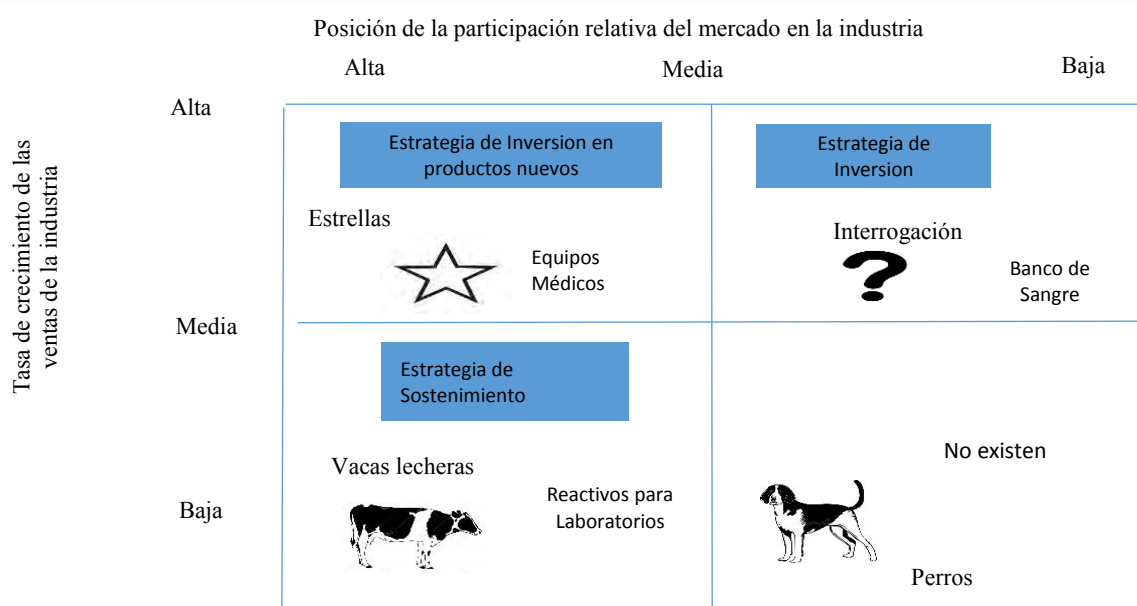 Posición de la participación relativa del mercado en la industria
Alta
Media
Baja
Tasa de crecimiento de las
ventas de la industria
Alta
Estrategia de Inversion en
productos nuevos
Estrellas
Equipos
Médicos
Estrategia de
Inversion
Interrogación
?
Banco de
Sangre
Media
Estrategia de
Sostenimiento
Vacas lecheras
Reactivos para
Laboratorios
Baja
No existen
Perros